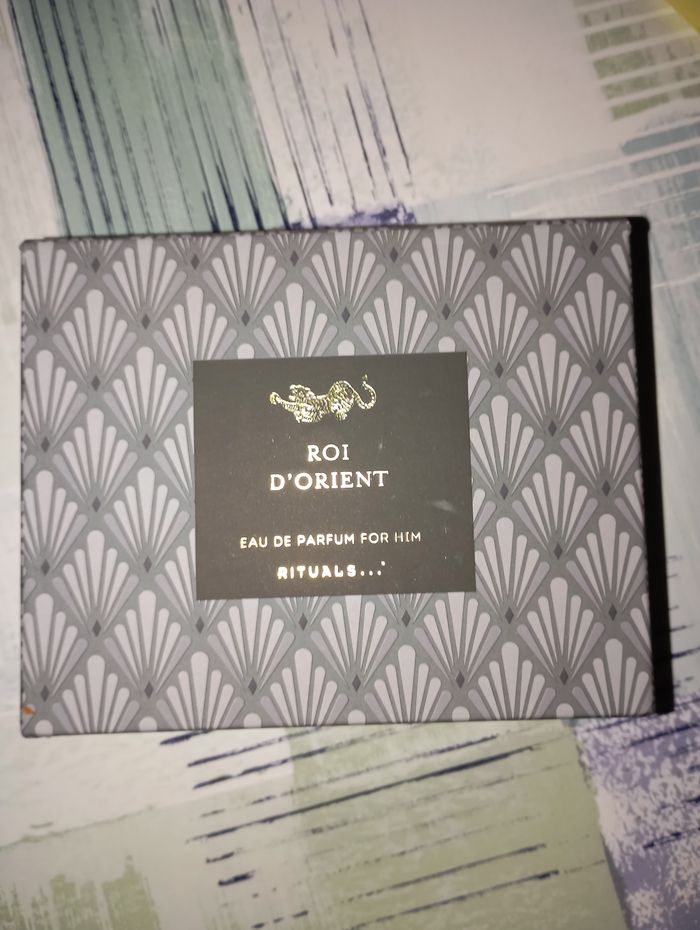 ROI
D'ORIENT
EAU DE PARFUM FOR HIM
RITUALS...®